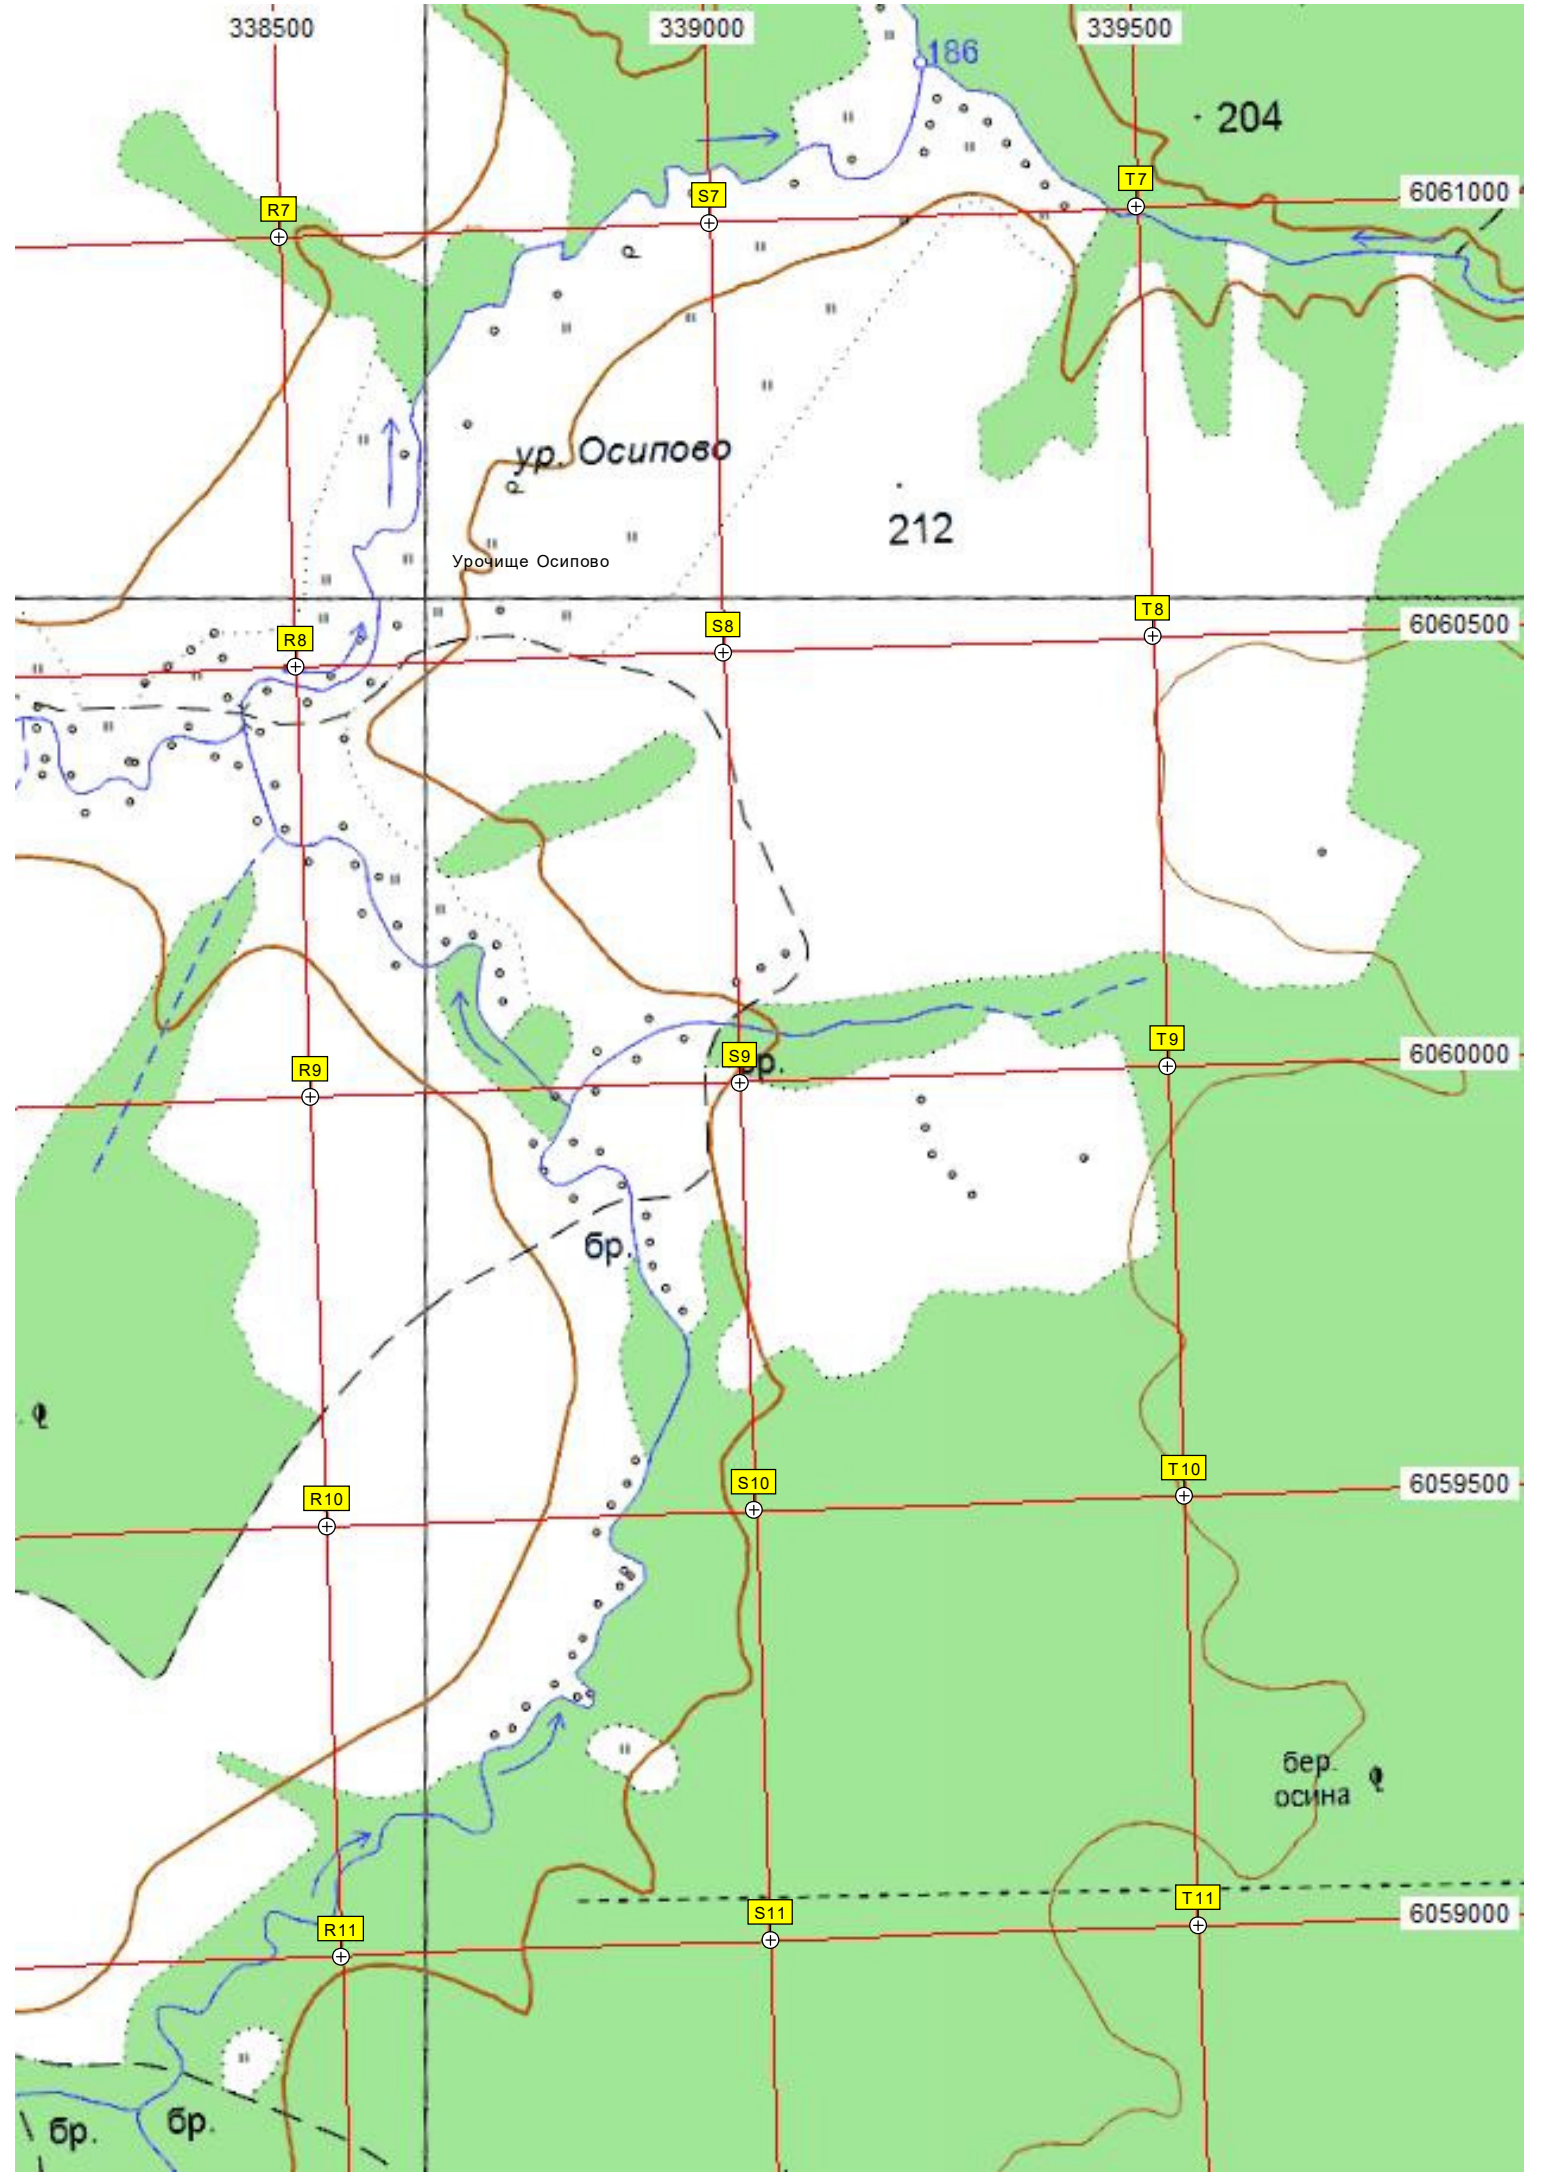 338500
339000
339500
186
204
T7
6061000
S7
R7
ур. Осипово
212
Урочище Осипово
T8
6060500
S8
R8
T9
6060000
S9
бр.
R9
бр.
T10
6059500
S10
R10
бер.
осина
T11
6059000
S11
R11
бр.
бр.